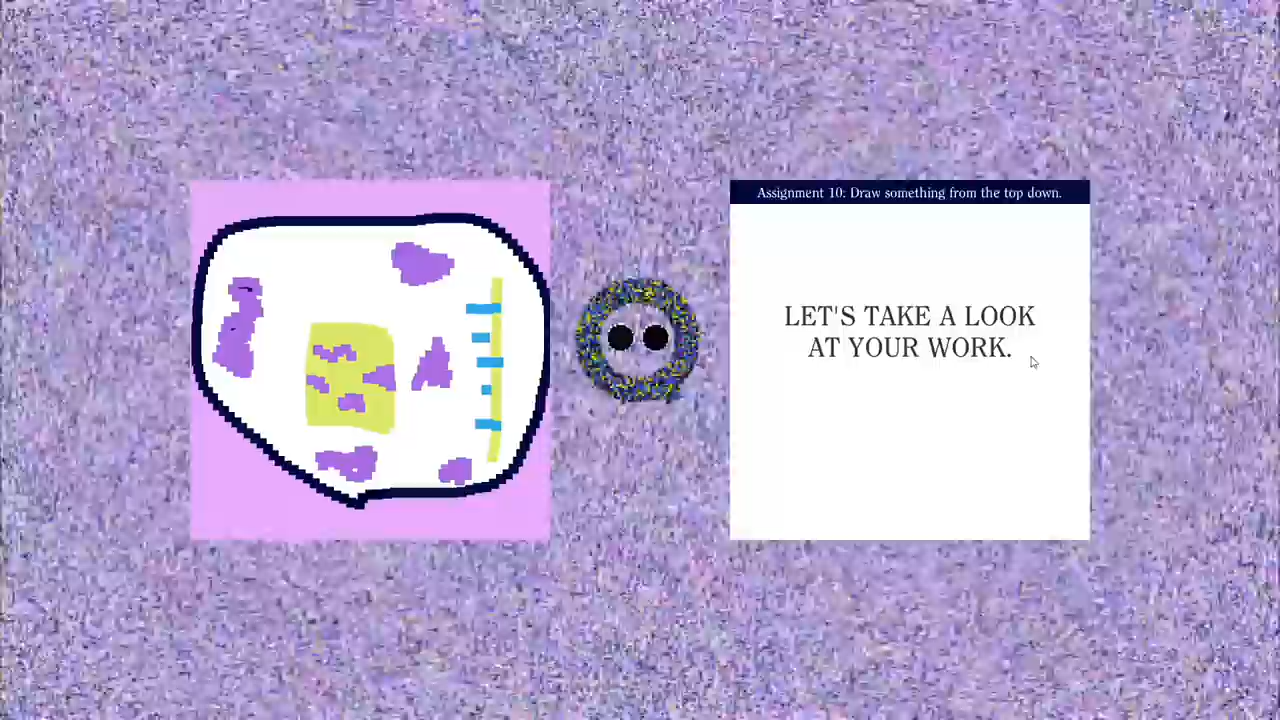 Assignment 10: Draw something from the top down.
LET'S TAKE A LOOK
AT YOUR WORK.